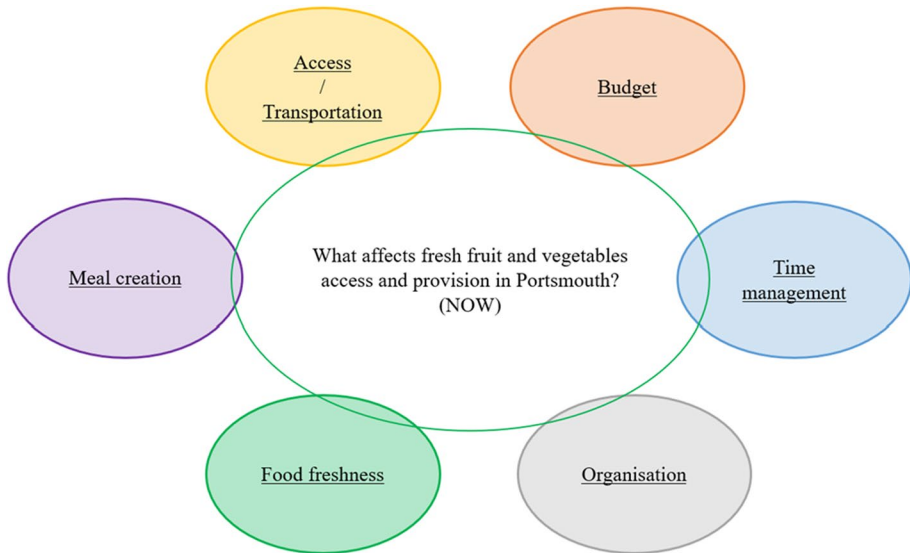 Access
/
Transportation
Budget
Meal creation
What affects fresh fruit and vegetables
access and provision in Portsmouth?
(NOW)
Time
management
Food freshness
Organisation